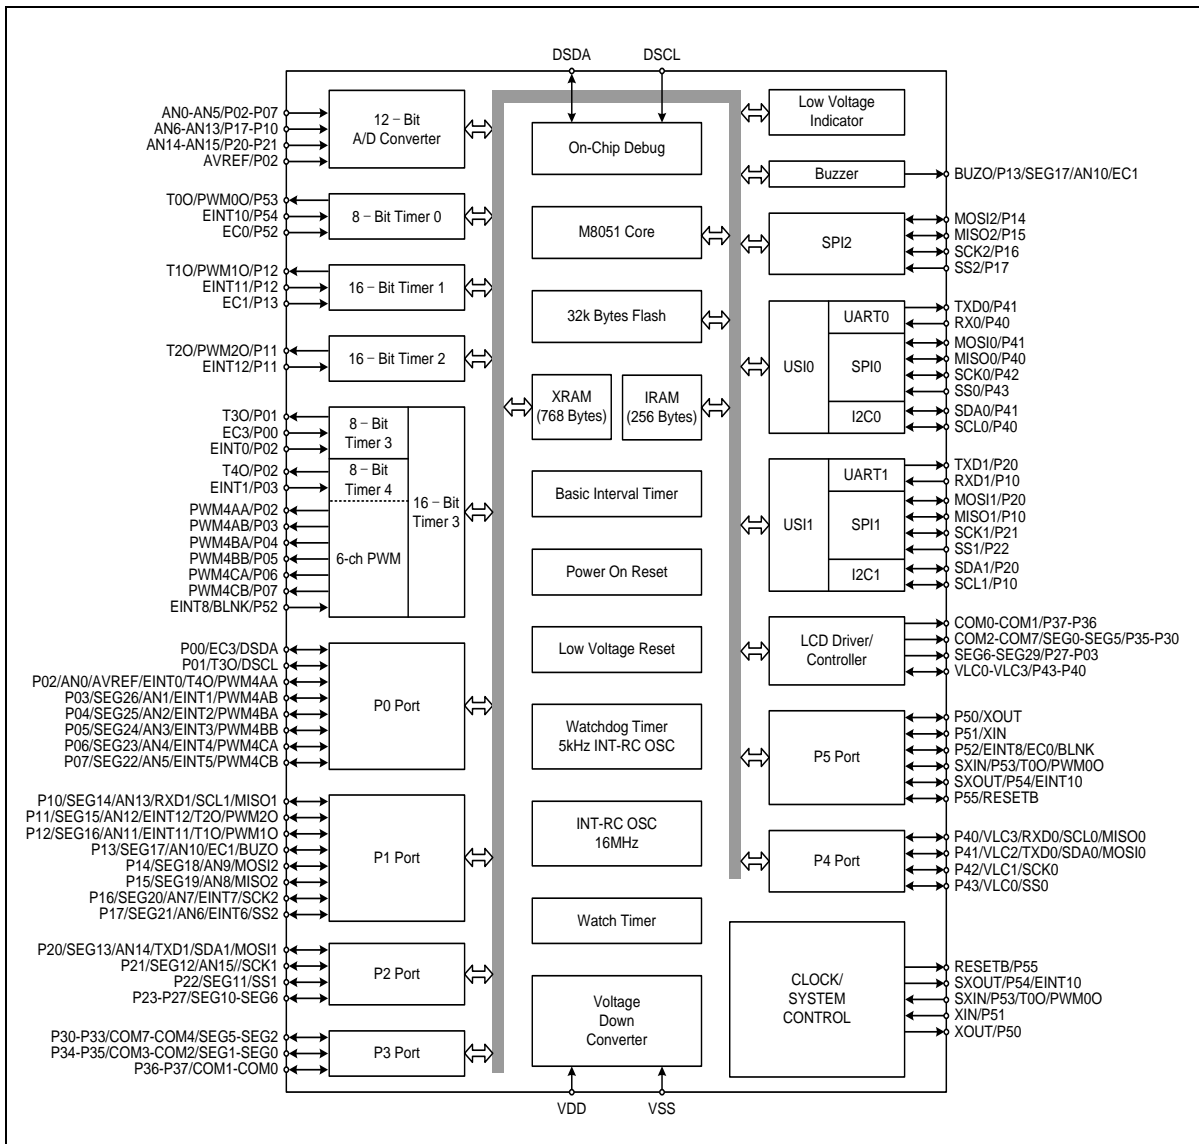 DSDA
DSCL
AN0-AN5/P02-P07
AN6-AN13/P17-P10
AN14-AN15/P20-P21
AVREF/P02
12 – Bit
A/D Converter
T0O/PWM0O/P53
EINT10/P54
EC0/P52
8 – Bit Timer 0
T1O/PWM1O/P12
EINT11/P12
EC1/P13
16 – Bit Timer 1
T2O/PWM2O/P11
EINT12/P11
16 – Bit Timer 2
T3O/P01
EC3/P00
EINT0/P02
T4O/P02
EINT1/P03
PWM4AA/P02
PWM4AB/P03
PWM4BA/P04
PWM4BB/P05
PWM4CA/P06
PWM4CB/P07
EINT8/BLNK/P52
8 – Bit
Timer 3
8 – Bit
Timer 4
6-ch PWM
16 – Bit
Timer 3
P00/EC3/DSDA
P01/T3O/DSCL
P02/AN0/AVREF/EINT0/T4O/PWM4AA
P03/SEG26/AN1/EINT1/PWM4AB
P04/SEG25/AN2/EINT2/PWM4BA
P05/SEG24/AN3/EINT3/PWM4BB
P06/SEG23/AN4/EINT4/PWM4CA
P07/SEG22/AN5/EINT5/PWM4CB
P0 Port
P10/SEG14/AN13/RXD1/SCL1/MISO1
P11/SEG15/AN12/EINT12/T2O/PWM2O
P12/SEG16/AN11/EINT11/T1O/PWM1O
P13/SEG17/AN10/EC1/BUZO
P14/SEG18/AN9/MOSI2
P15/SEG19/AN8/MISO2
P16/SEG20/AN7/EINT7/SCK2
P17/SEG21/AN6/EINT6/SS2
P1 Port
P20/SEG13/AN14/TXD1/SDA1/MOSI1
P21/SEG12/AN15//SCK1
P22/SEG11/SS1
P23-P27/SEG10-SEG6
P2 Port
P30-P33/COM7-COM4/SEG5-SEG2
P34-P35/COM3-COM2/SEG1-SEG0
P36-P37/COM1-COM0
P3 Port
On-Chip Debug
M8051 Core
32k Bytes Flash
XRAM
(768 Bytes)
IRAM
(256 Bytes)
Basic Interval Timer
Power On Reset
Low Voltage Reset
Watchdog Timer
5kHz INT-RC OSC
INT-RC OSC
16MHz
Watch Timer
Voltage
Down
Converter
VDD
VSS
Low Voltage
Indicator
Buzzer
BUZO/P13/SEG17/AN10/EC1
SPI2
MOSI2/P14
MISO2/P15
SCK2/P16
SS2/P17
USI0
UART0
SPI0
I2C0
TXD0/P41
RX0/P40
MOSI0/P41
MISO0/P40
SCK0/P42
SS0/P43
SDA0/P41
SCL0/P40
USI1
UART1
SPI1
I2C1
TXD1/P20
RXD1/P10
MOSI1/P20
MISO1/P10
SCK1/P21
SS1/P22
SDA1/P20
SCL1/P10
LCD Driver/
Controller
COM0-COM1/P37-P36
COM2-COM7/SEG0-SEG5/P35-P30
SEG6-SEG29/P27-P03
VLC0-VLC3/P43-P40
P5 Port
P50/XOUT
P51/XIN
P52/EINT8/EC0/BLNK
SXIN/P53/T0O/PWM0O
SXOUT/P54/EINT10
P55/RESETB
P4 Port
P40/VLC3/RXD0/SCL0/MISO0
P41/VLC2/TXD0/SDA0/MOSI0
P42/VLC1/SCK0
P43/VLC0/SS0
CLOCK/
SYSTEM
CONTROL
RESETB/P55
SXOUT/P54/EINT10
SXIN/P53/T0O/PWM0O
XIN/P51
XOUT/P50